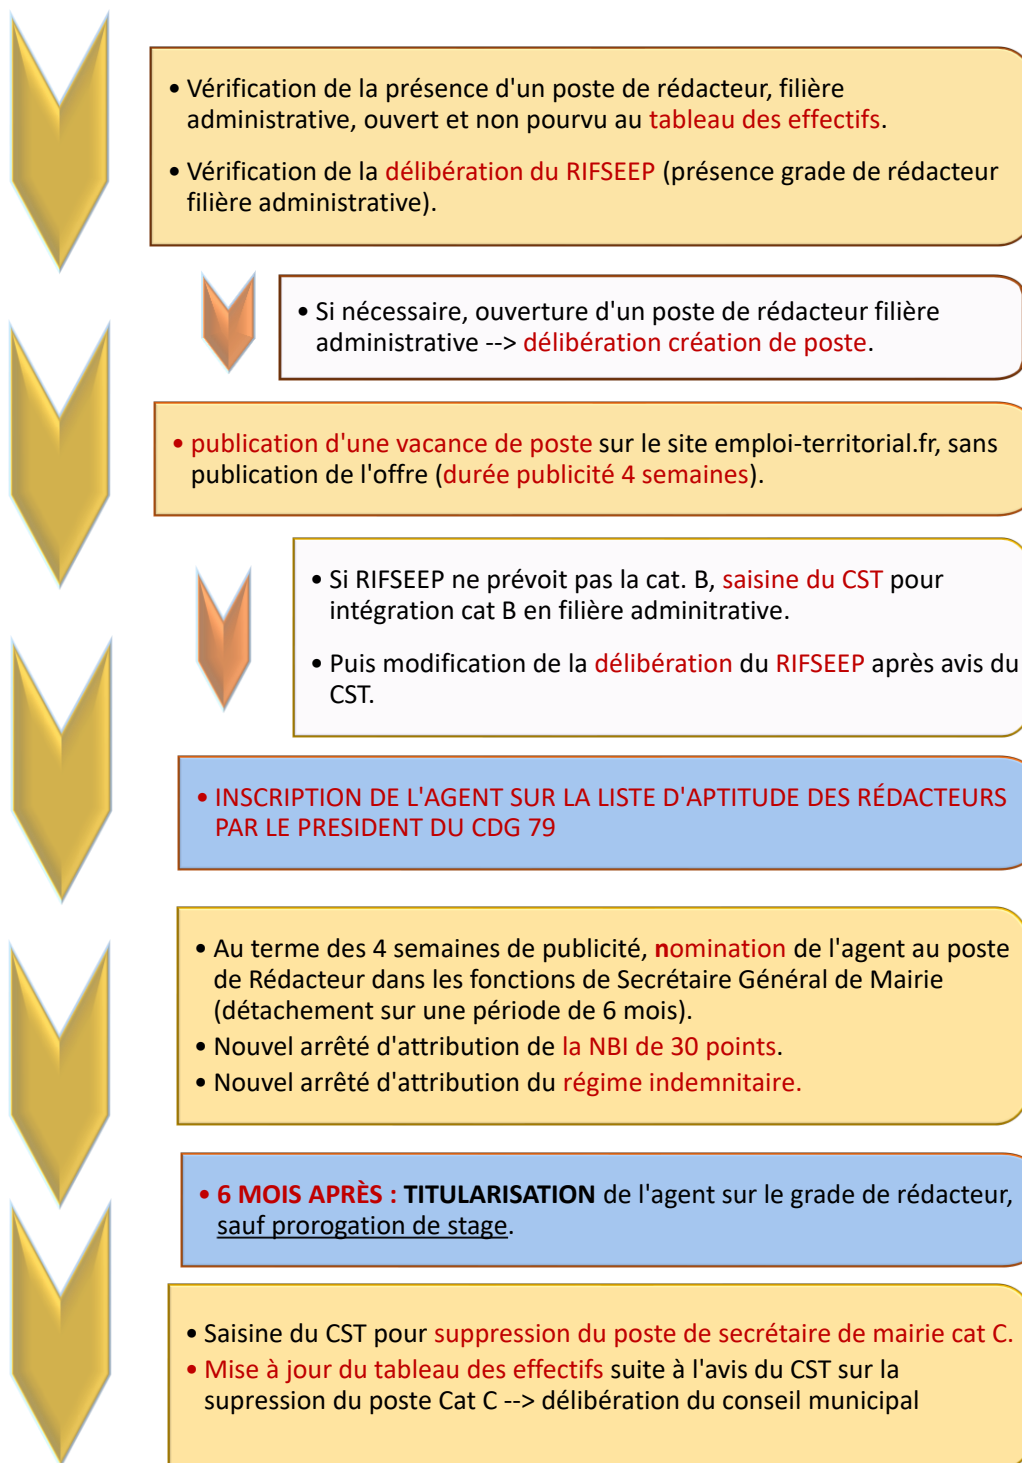 • Vérification de la présence d'un poste de rédacteur, filière
administrative, ouvert et non pourvu au tableau des effectifs.
• Vérification de la délibération du RIFSEEP (présence grade de rédacteur
filière administrative).
• Si nécessaire, ouverture d'un poste de rédacteur filière
administrative --> délibération création de poste.
• publication d'une vacance de poste sur le site emploi-territorial.fr, sans
publication de l'offre (durée publicité 4 semaines).
• Si RIFSEEP ne prévoit pas la cat. B, saisine du CST pour
intégration cat B en filière adminitrative.
• Puis modification de la délibération du RIFSEEP après avis du
CST.
• INSCRIPTION DE L'AGENT SUR LA LISTE D'APTITUDE DES RÉDACTEURS
PAR LE PRESIDENT DU CDG 79
• Au terme des 4 semaines de publicité, nomination de l'agent au poste
de Rédacteur dans les fonctions de Secrétaire Général de Mairie
(détachement sur une période de 6 mois).
• Nouvel arrêté d'attribution de la NBI de 30 points.
• Nouvel arrêté d'attribution du régime indemnitaire.
• 6 MOIS APRÈS : TITULARISATION de l'agent sur le grade de rédacteur,
sauf prorogation de stage.
• Saisine du CST pour suppression du poste de secrétaire de mairie cat C.
• Mise à jour du tableau des effectifs suite à l'avis du CST sur la
supression du poste Cat C --> délibération du conseil municipal